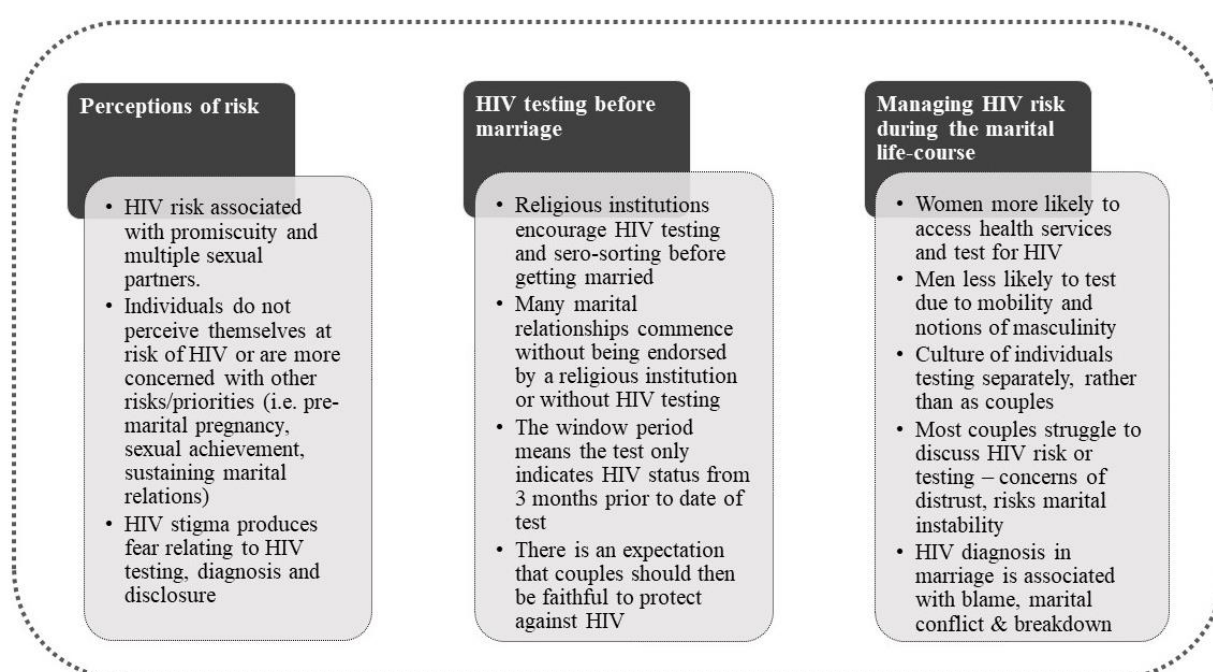 Perceptions of risk
• HIV risk associated
with promiscuity and
multiple sexual
partners.
• Individuals do not
perceive themselves at
risk of HIV or are more
concerned with other
risks/priorities (i.e. pre-
marital pregnancy,
sexual achievement,
sustaining marital
relations)
• HIV stigma produces
fear relating to HIV
testing, diagnosis and
disclosure
HIV testing before
marriage
• Religious institutions
encourage HIV testing
and sero-sorting before
getting married
• Many marital
relationships commence
without being endorsed
by a religious institution
or without HIV testing
• The window period
means the test only
indicates HIV status from
3 months prior to date of
test
• There is an expectation
that couples should then
be faithful to protect
against HIV
Managing HIV risk
during the marital
life-course
• Women more likely to
access health services
and test for HIV
• Men less likely to test
due to mobility and
notions of masculinity
• Culture of individuals
testing separately, rather
than as couples
• Most couples struggle to
discuss HIV risk or
testing – concerns of
distrust, risks marital
instability
• HIV diagnosis in
marriage is associated
with blame, marital
conflict & breakdown